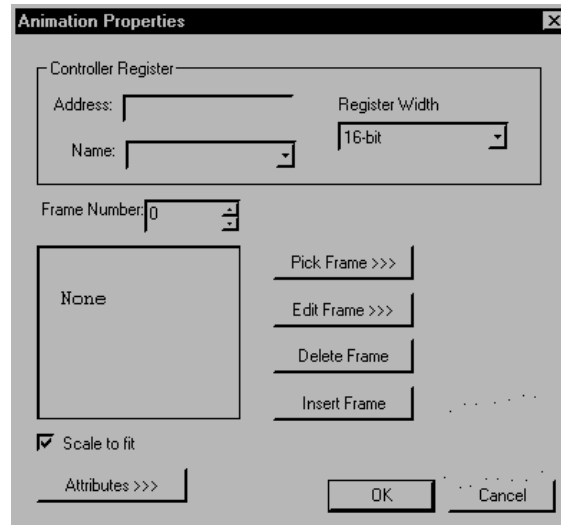 Animation Properties
Controller Register
Address:
Register Width
Name:
16-bit
Frame Number: 0
None
Pick Frame >>>
Edit Frame >>>
Delete Frame
Insert Frame
Scale to fit
Attributes >>>
OK
Cancel